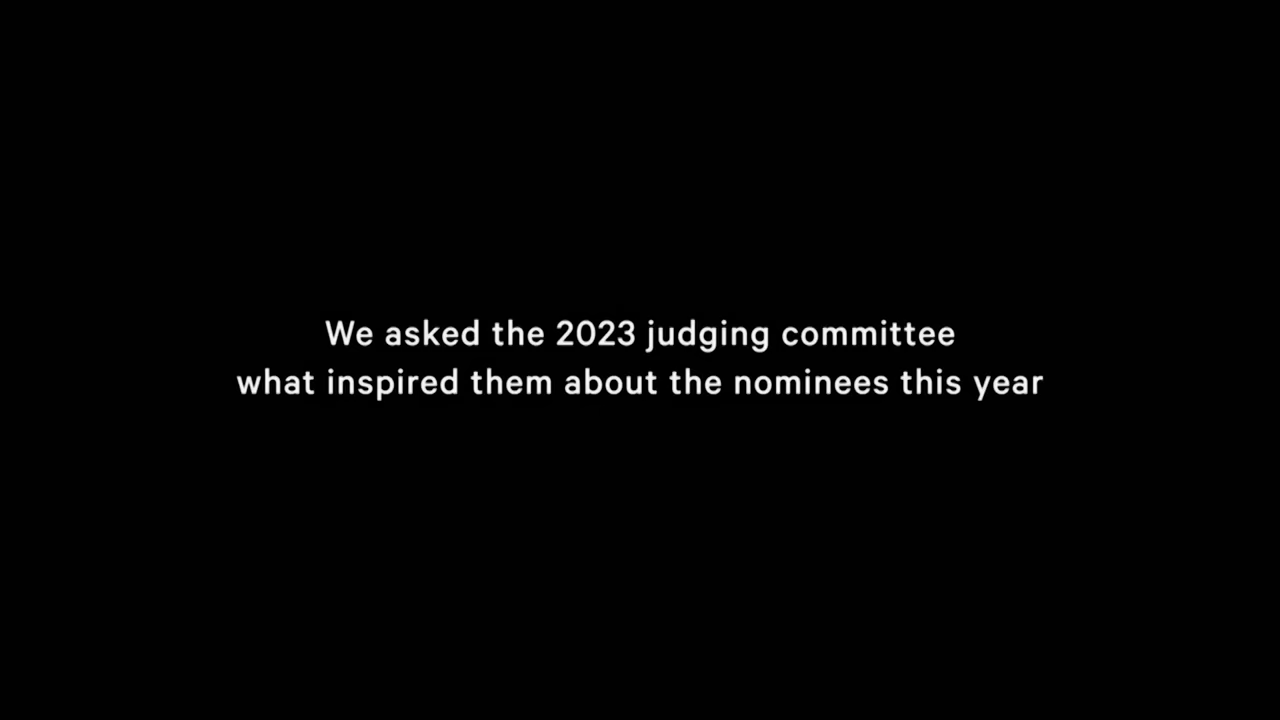 We asked the 2023 judging committee
what inspired them about the nominees this year